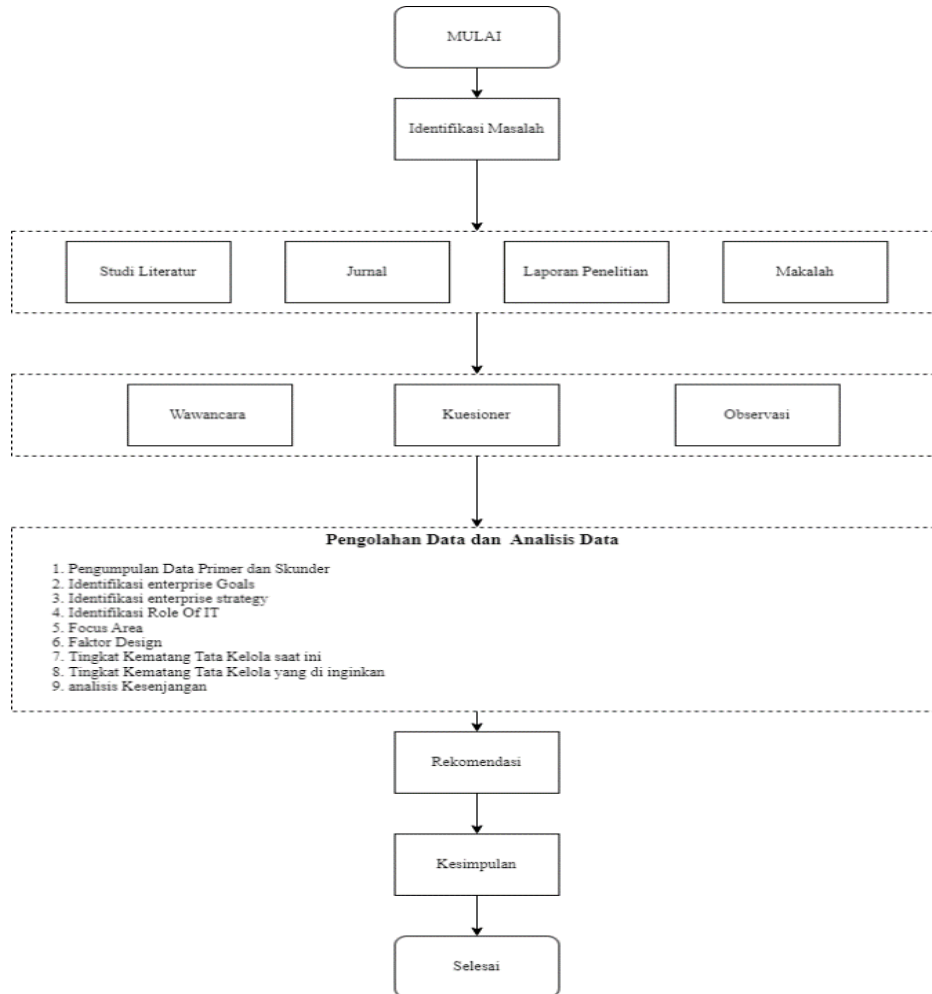 MULAI
Identifikasi Masalah
Studi Literatur
Jurnal
Laporan Penelitian
Makalah
Wawancara
Kuesioner
Observasi
Pengolahan Data dan Analisis Data
1. Pengumpulan Data Primer dan Skunder
2. Identifikasi enterprise Goals
3. Identifikasi enterprise strategy
4. Identifikasi Role Of IT
5. Focus Area
6. Faktor Design
7. Tingkat Kematang Tata Kelola saat ini
8. Tingkat Kematang Tata Kelola yang di inginkan
9. analisis Kesenjangan
Rekomendasi
Kesimpulan
Selesai